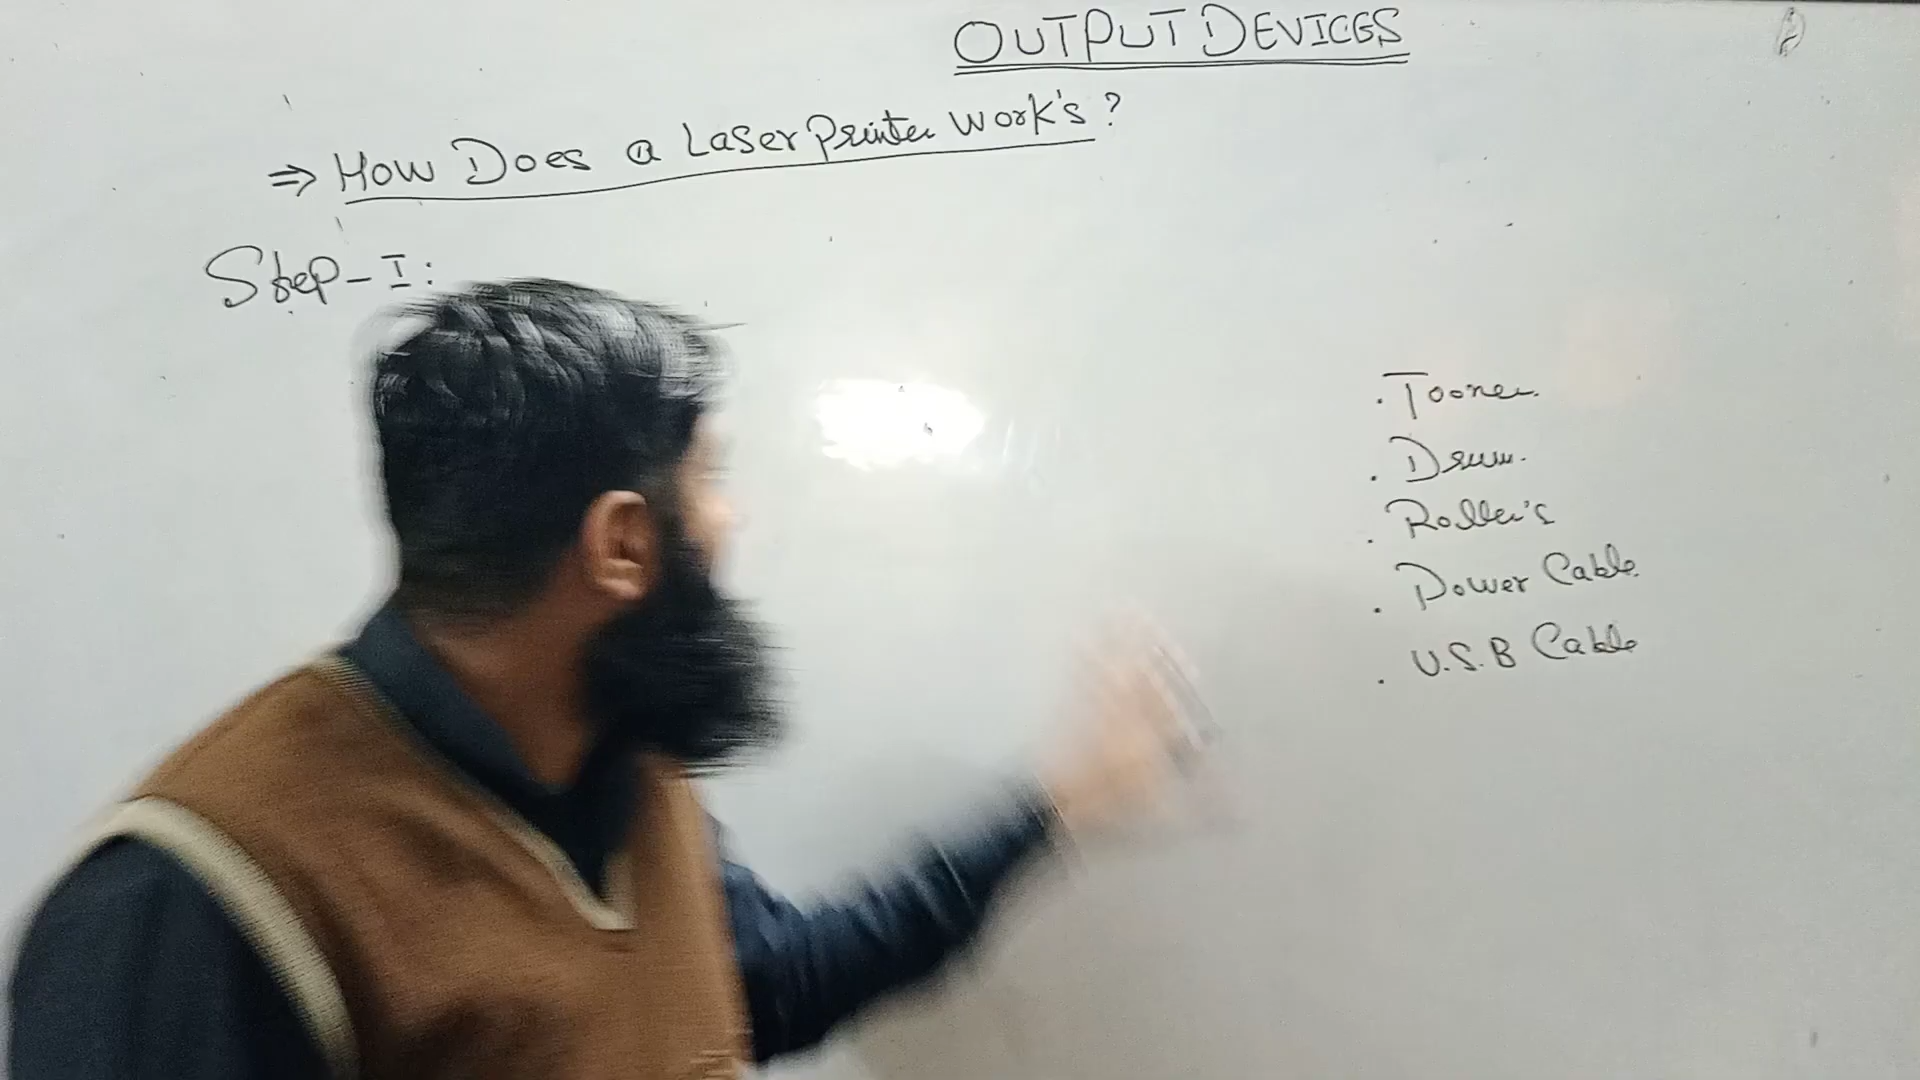 OUTPUT DEVICES
⇒ How Does a Laser Printer Work's?
Step-I:
. Tooner.
. Drum.
. Roller's
. Power Cable.
. U.S.B Cable